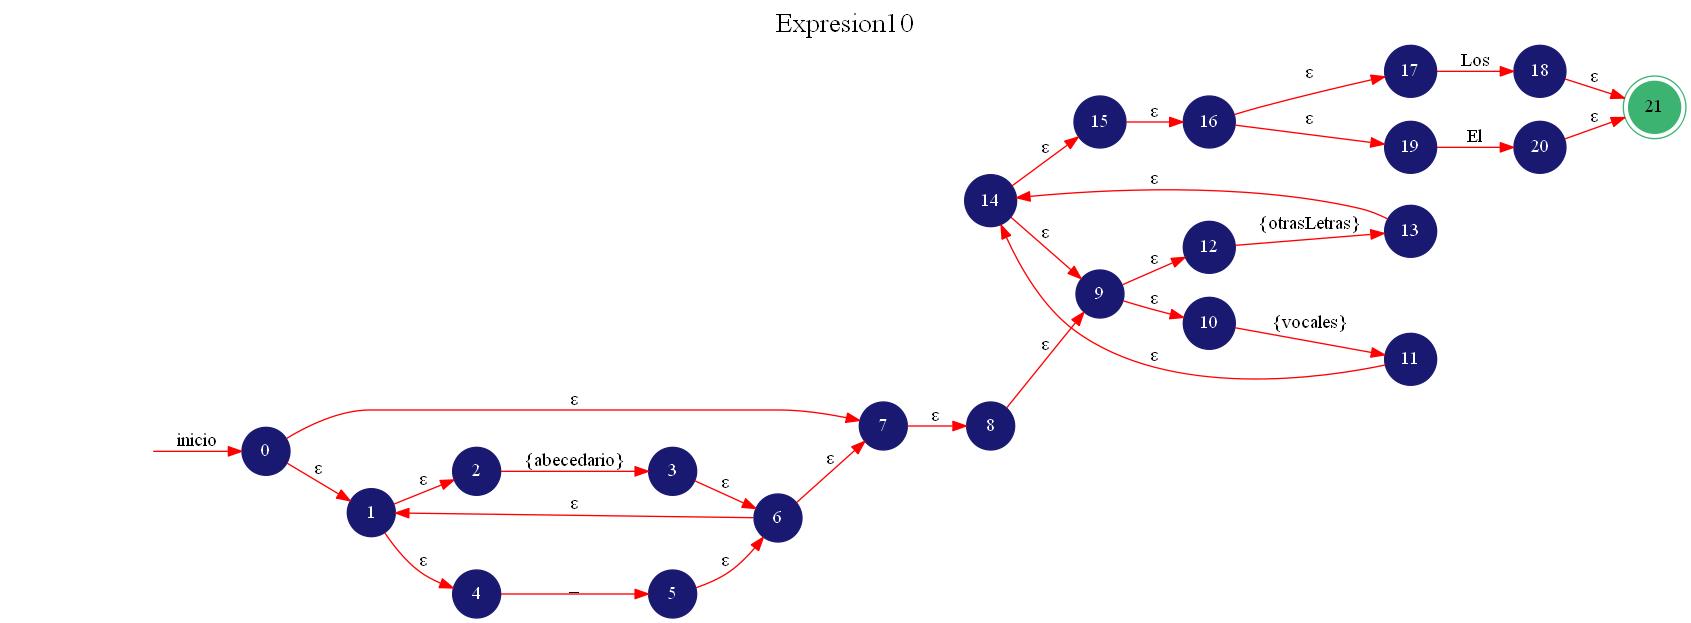 Expresion10
17
Los
18
ε
ε
21
15
ε
16
ε
19
El
20
ε
ε
14
ε
13
ε
12
{otrasLetras}
9
ε
ε
10
{vocales}
11
ε
ε
inicio
0
ε
7
ε
8
ε
ε
2
{abecedario}
3
ε
ε
1
ε
6
ε
ε
4
_
5
ε